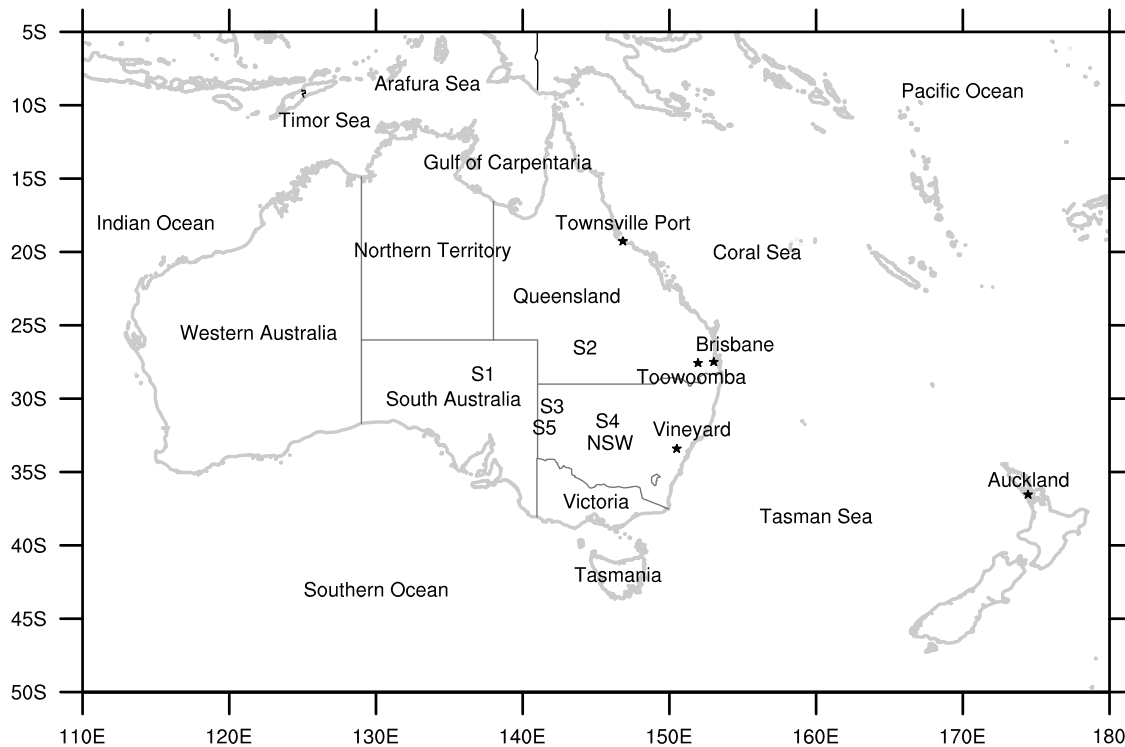 5S
Arafura Sea
Pacific Ocean
10S
Timor Sea
Gulf of Carpentaria
15S
Indian Ocean
Townsville Port
Northern Territory
Coral Sea
20S
Queensland
25S
Western Australia
S2
Brisbane
S1
Toowoomba
South Australia
30S
S3
S4
S5
Vineyard
NSW
35S
Auckland
Victoria
Tasman Sea
40S
Tasmania
Southern Ocean
45S
50S
110E
120E
130E
140E
150E
160E
170E
180